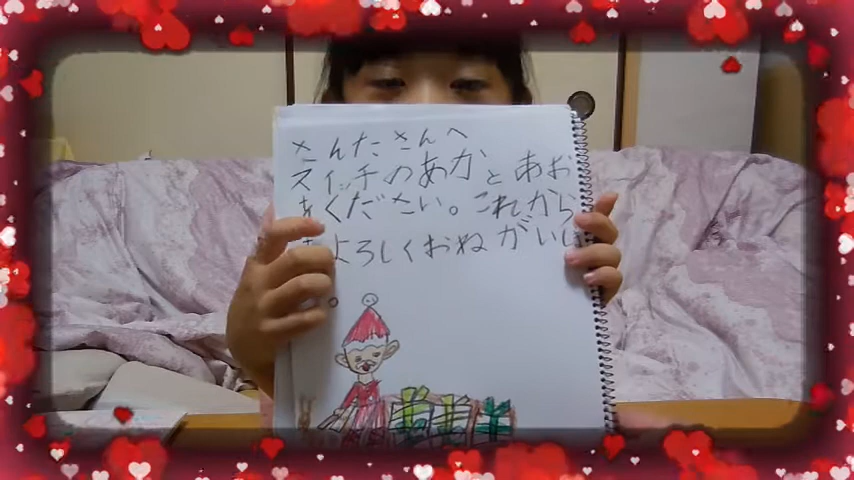 さんたさんへ
スイッチのあかとあお
をください。これから
もよろしくおねがいし